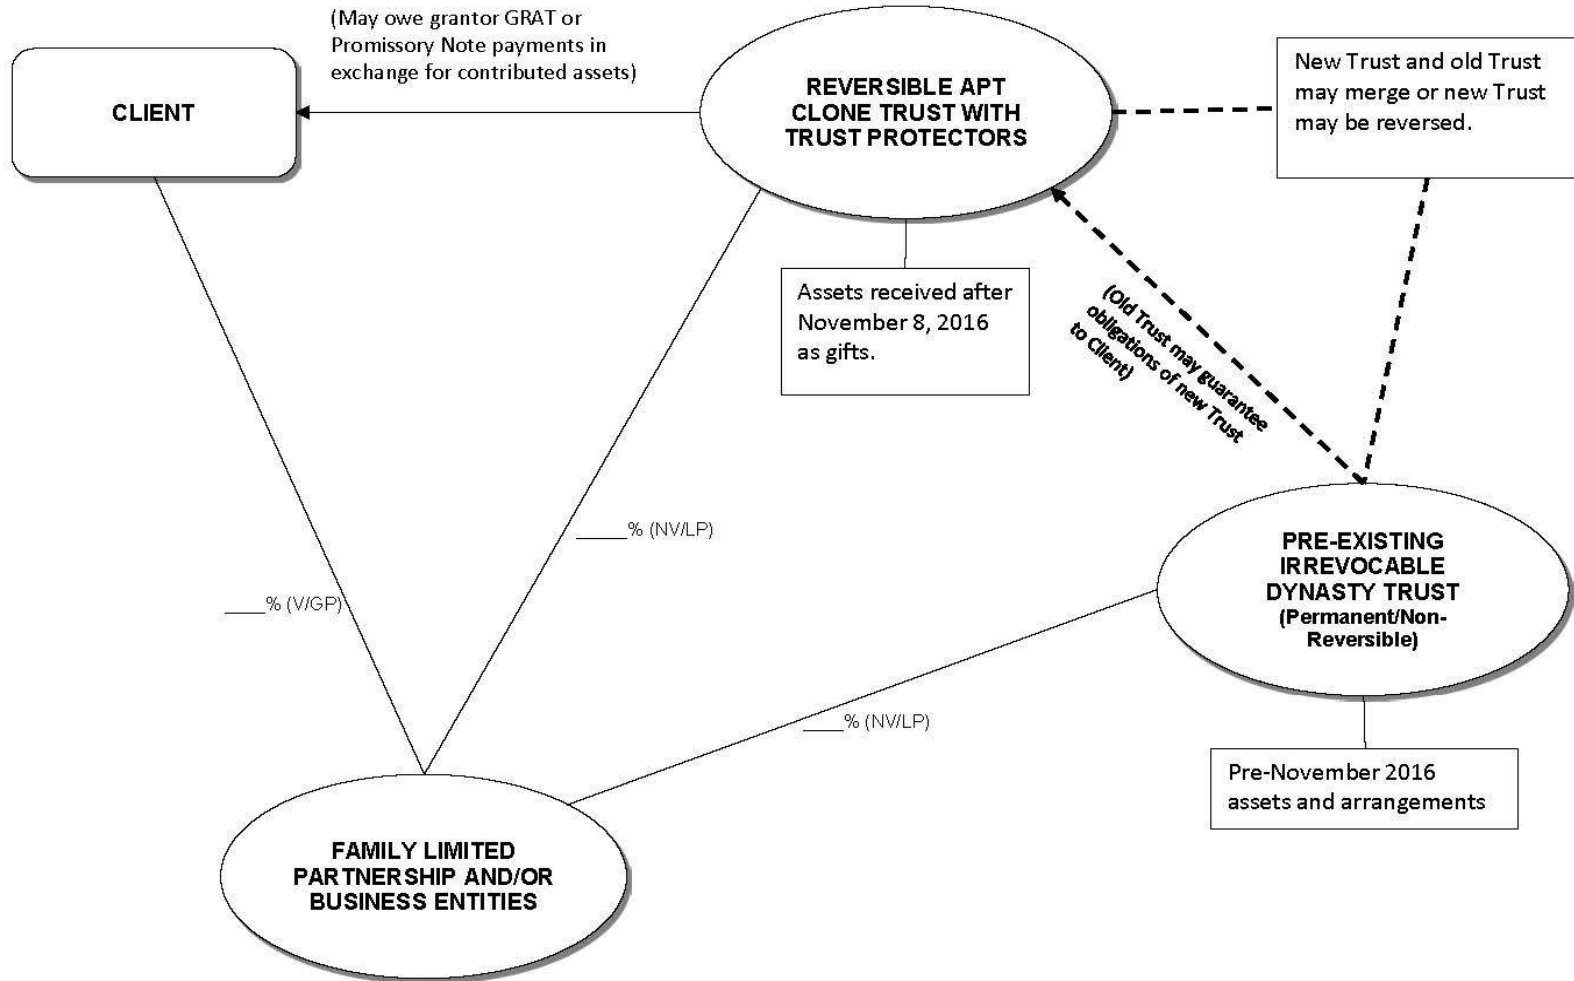 (May owe grantor GRAT or
Promissory Note payments in
exchange for contributed assets)
CLIENT
REVERSIBLE APT
CLONE TRUST WITH
TRUST PROTECTORS
New Trust and old Trust
may merge or new Trust
may be reversed.
Assets received after
November 8, 2016
as gifts.
(Old Trust may guarantee
obligations of new Trust
to Client)
____% (NV/LP)
____% (V/GP)
PRE-EXISTING
IRREVOCABLE
DYNASTY TRUST
(Permanent/Non-
Reversible)
____% (NV/LP)
Pre-November 2016
assets and arrangements
FAMILY LIMITED
PARTNERSHIP AND/OR
BUSINESS ENTITIES